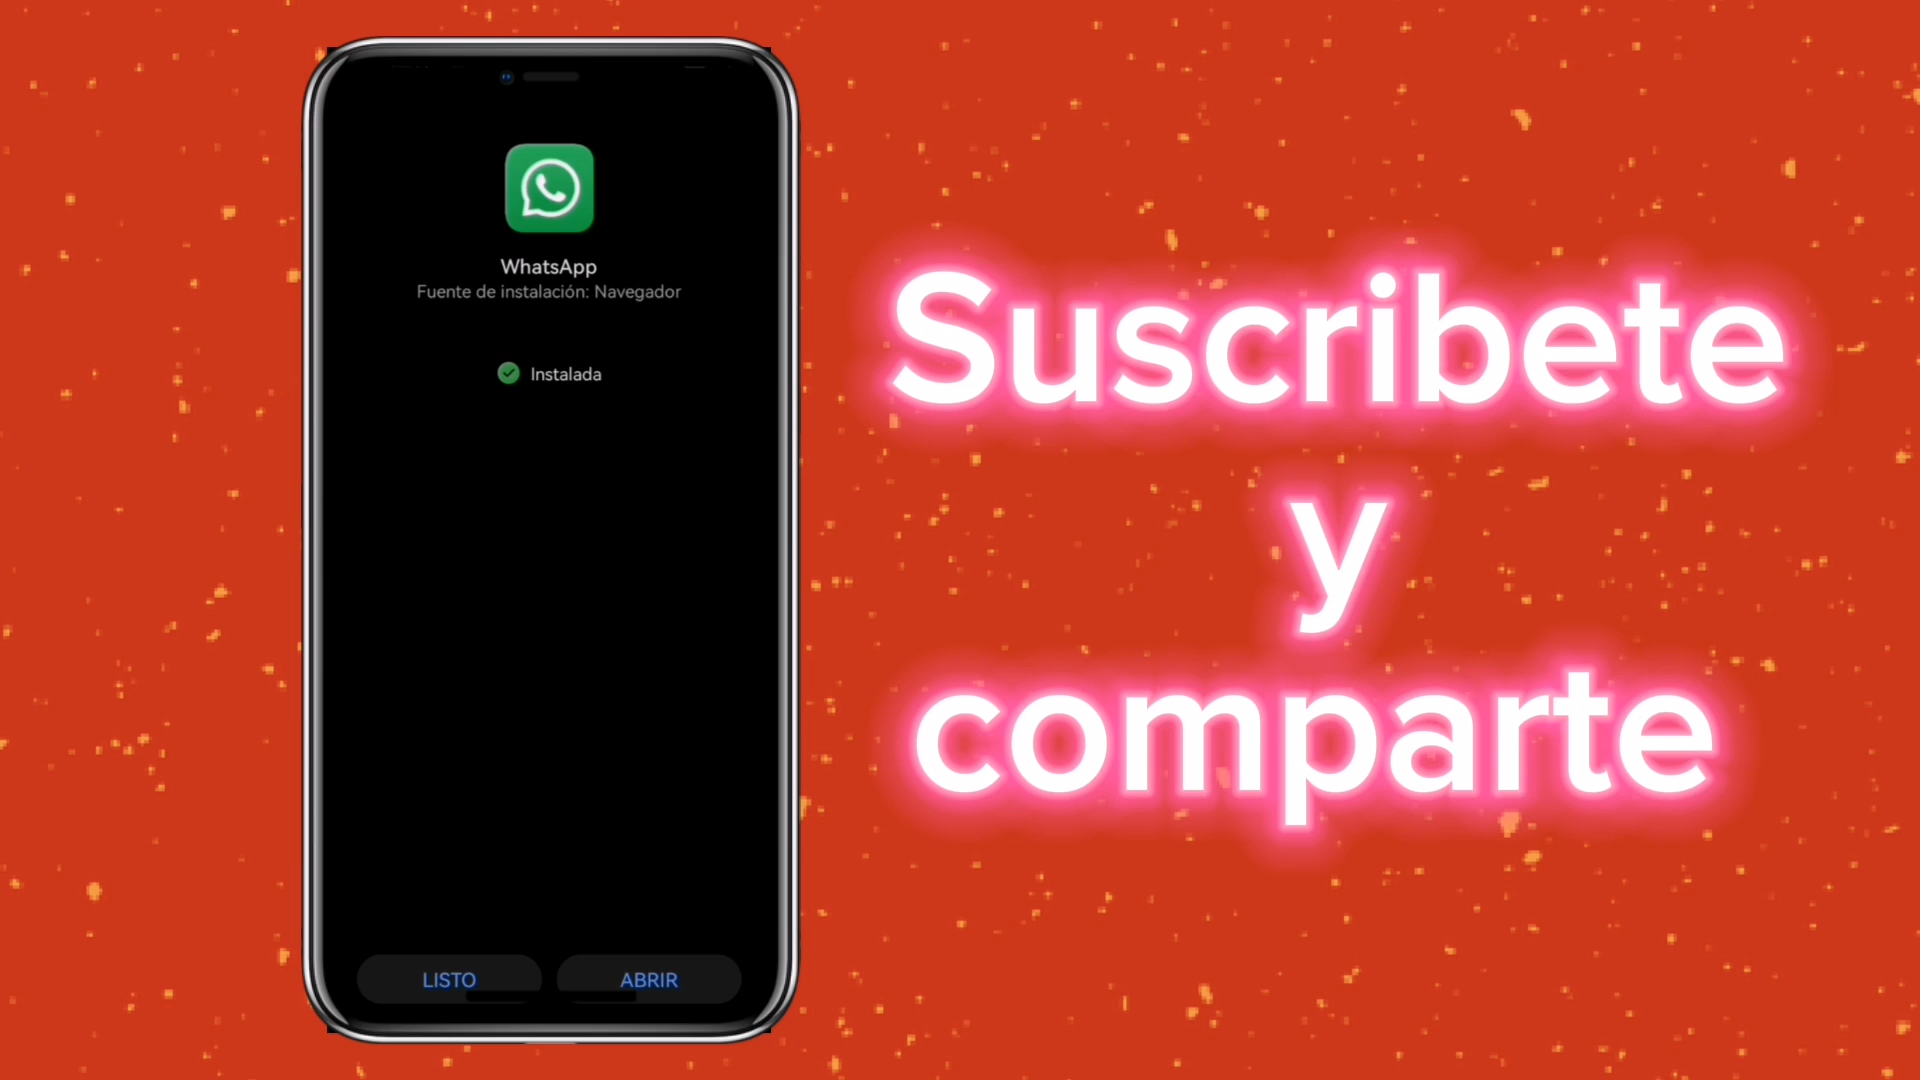 WhatsApp
Fuente de instalación: Navegador
Instalada
LISTO
ABRIR
Suscribete
y
comparte